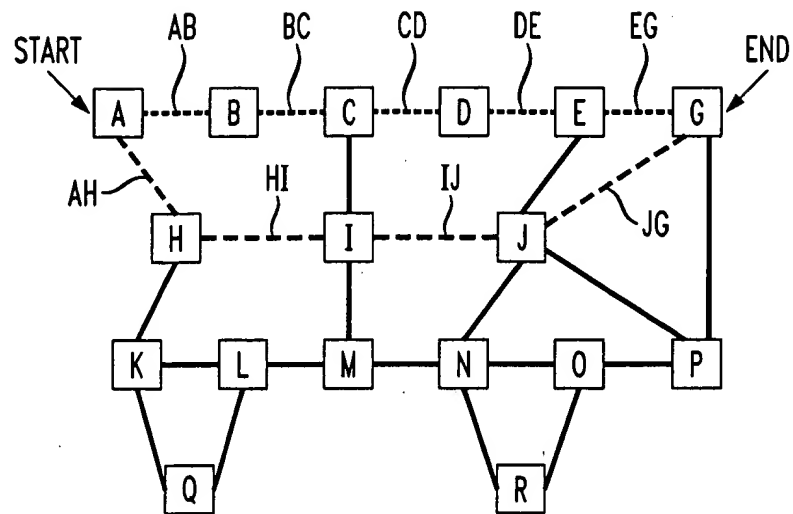 AB BC CD DE EG
START END
A B C D E G
AH HI IJ JG
H I J
K L M N O P
Q R